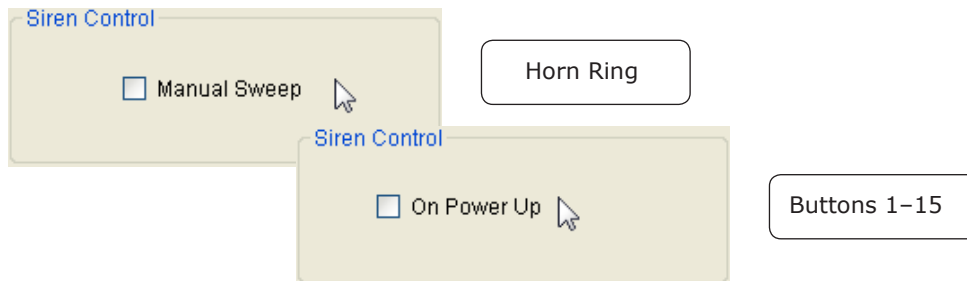 Siren Control
Manual Sweep
Horn Ring
Siren Control
On Power Up
Buttons 1–15